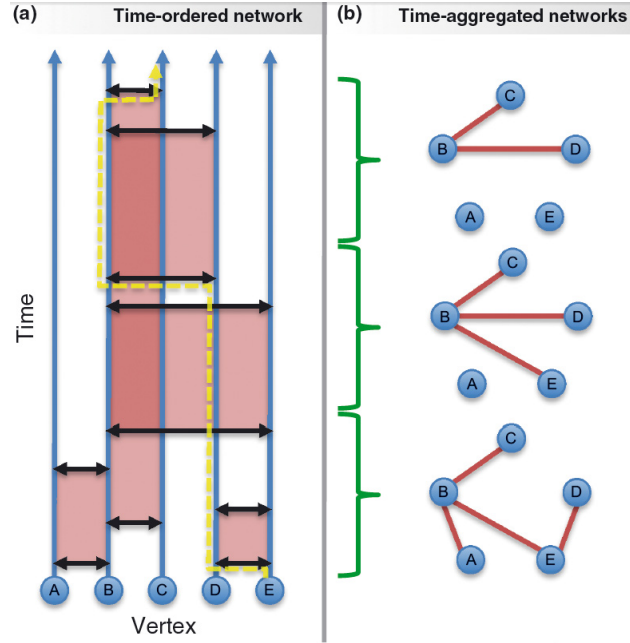 (a) Time-ordered network
(b) Time-aggregated networks
Time
A B C D E
Vertex
C
B D
A E
C
B D
A E
C
B D
A E